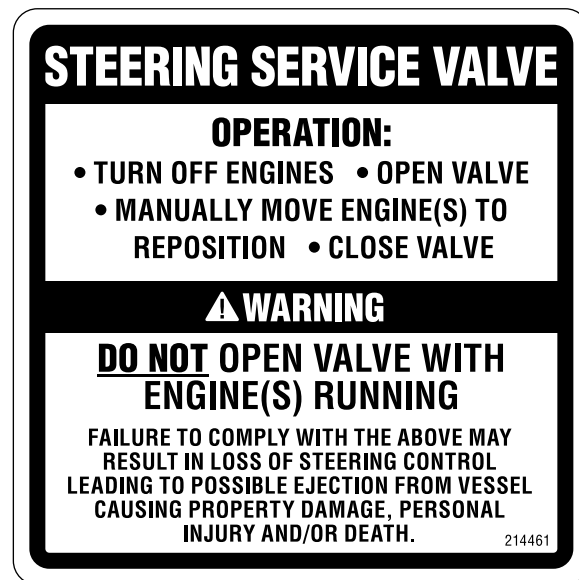 STEERING SERVICE VALVE
OPERATION:
• TURN OFF ENGINES • OPEN VALVE
• MANUALLY MOVE ENGINE(S) TO
REPOSITION • CLOSE VALVE
⚠ WARNING
DO NOT OPEN VALVE WITH
ENGINE(S) RUNNING
FAILURE TO COMPLY WITH THE ABOVE MAY
RESULT IN LOSS OF STEERING CONTROL
LEADING TO POSSIBLE EJECTION FROM VESSEL
CAUSING PROPERTY DAMAGE, PERSONAL
INJURY AND/OR DEATH.
214461